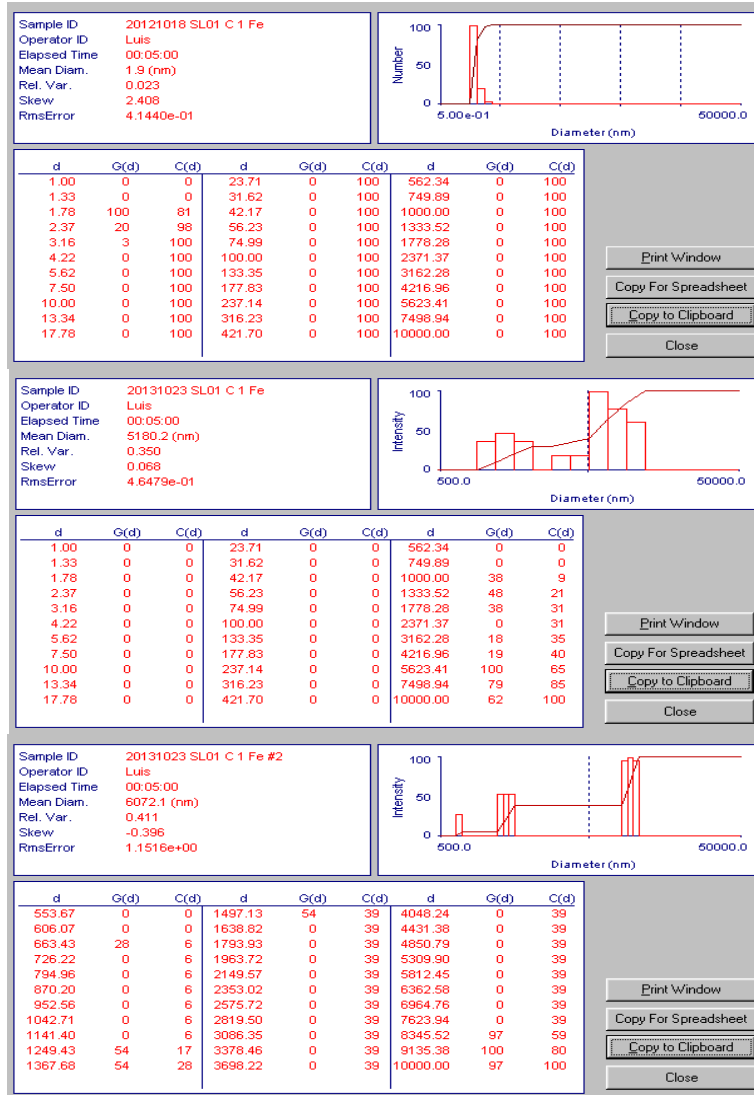 Sample ID 20121018 SL01 C 1 Fe
Operator ID Luis
Elapsed Time 00:05:00
Mean Diam. 1.9 (nm)
Rel. Var. 0.023
Skew 2.408
RmsError 4.1440e-01
Number
100
50
0
5.00e-01 50000.0
Diameter (nm)
d G(d) C(d) d G(d) C(d) d G(d) C(d)
1.00 0 0 23.71 0 100 562.34 0 100
1.33 0 0 31.62 0 100 749.89 0 100
1.78 100 81 42.17 0 100 1000.00 0 100
2.37 20 98 56.23 0 100 1333.52 0 100
3.16 3 100 74.99 0 100 1778.28 0 100
4.22 0 100 100.00 0 100 2371.37 0 100
5.62 0 100 133.35 0 100 3162.28 0 100
7.50 0 100 177.83 0 100 4216.96 0 100
10.00 0 100 237.14 0 100 5623.41 0 100
13.34 0 100 316.23 0 100 7498.94 0 100
17.78 0 100 421.70 0 100 10000.00 0 100
Print Window
Copy For Spreadsheet
Copy to Clipboard
Close
Sample ID 20131023 SL01 C 1 Fe
Operator ID Luis
Elapsed Time 00:05:00
Mean Diam. 5180.2 (nm)
Rel. Var. 0.350
Skew 0.068
RmsError 4.6479e-01
Intensity
100
50
0
500.0 50000.0
Diameter (nm)
d G(d) C(d) d G(d) C(d) d G(d) C(d)
1.00 0 0 23.71 0 0 562.34 0 0
1.33 0 0 31.62 0 0 749.89 0 0
1.78 0 0 42.17 0 0 1000.00 38 9
2.37 0 0 56.23 0 0 1333.52 48 21
3.16 0 0 74.99 0 0 1778.28 38 31
4.22 0 0 100.00 0 0 2371.37 0 31
5.62 0 0 133.35 0 0 3162.28 18 35
7.50 0 0 177.83 0 0 4216.96 19 40
10.00 0 0 237.14 0 0 5623.41 100 65
13.34 0 0 316.23 0 0 7498.94 79 85
17.78 0 0 421.70 0 0 10000.00 62 100
Print Window
Copy For Spreadsheet
Copy to Clipboard
Close
Sample ID 20131023 SL01 C 1 Fe #2
Operator ID Luis
Elapsed Time 00:05:00
Mean Diam. 6072.1 (nm)
Rel. Var. 0.411
Skew -0.396
RmsError 1.1516e+00
Intensity
100
50
0
500.0 50000.0
Diameter (nm)
d G(d) C(d) d G(d) C(d) d G(d) C(d)
553.67 0 0 1497.13 54 39 4048.24 0 39
606.07 0 0 1638.82 0 39 4431.38 0 39
663.43 28 6 1793.93 0 39 4850.79 0 39
726.22 0 6 1963.72 0 39 5309.90 0 39
794.96 0 6 2149.57 0 39 5812.45 0 39
870.20 0 6 2353.02 0 39 6362.58 0 39
952.56 0 6 2575.72 0 39 6964.76 0 39
1042.71 0 6 2819.50 0 39 7623.94 0 39
1141.40 0 6 3086.35 0 39 8345.52 97 59
1249.43 54 17 3378.46 0 39 9135.38 100 80
1367.68 54 28 3698.22 0 39 10000.00 97 100
Print Window
Copy For Spreadsheet
Copy to Clipboard
Close